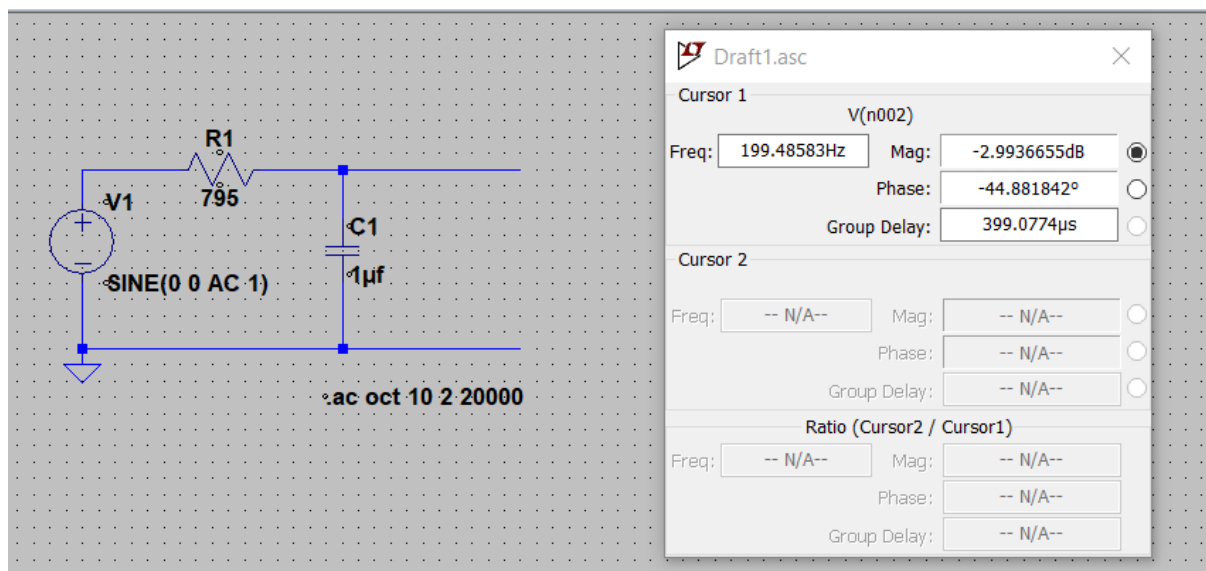 R1
795
V1
SINE(0 0 AC 1)
C1
1µf
.ac oct 10 2 20000
Draft1.asc
Cursor 1
V(n002)
Freq: 199.48583Hz Mag: -2.9936655dB
Phase: -44.881842º
Group Delay: 399.0774µs
Cursor 2
Freq: -- N/A-- Mag: -- N/A--
Phase: -- N/A--
Group Delay: -- N/A--
Ratio (Cursor2 / Cursor1)
Freq: -- N/A-- Mag: -- N/A--
Phase: -- N/A--
Group Delay: -- N/A--